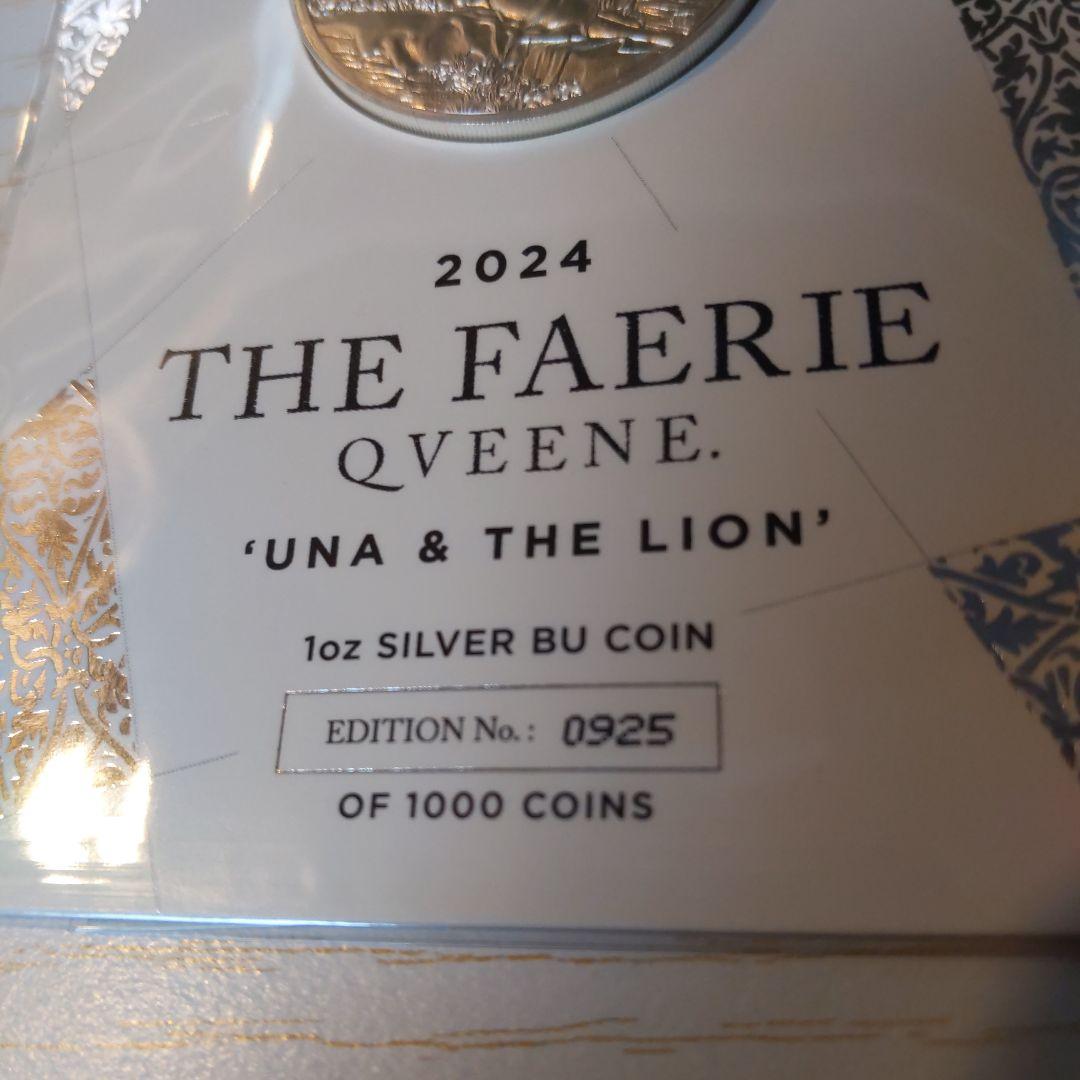 2024
THE FAERIE
QVEENE.
‘UNA & THE LION’
1oz SILVER BU COIN
EDITION No.: 0925
OF 1000 COINS